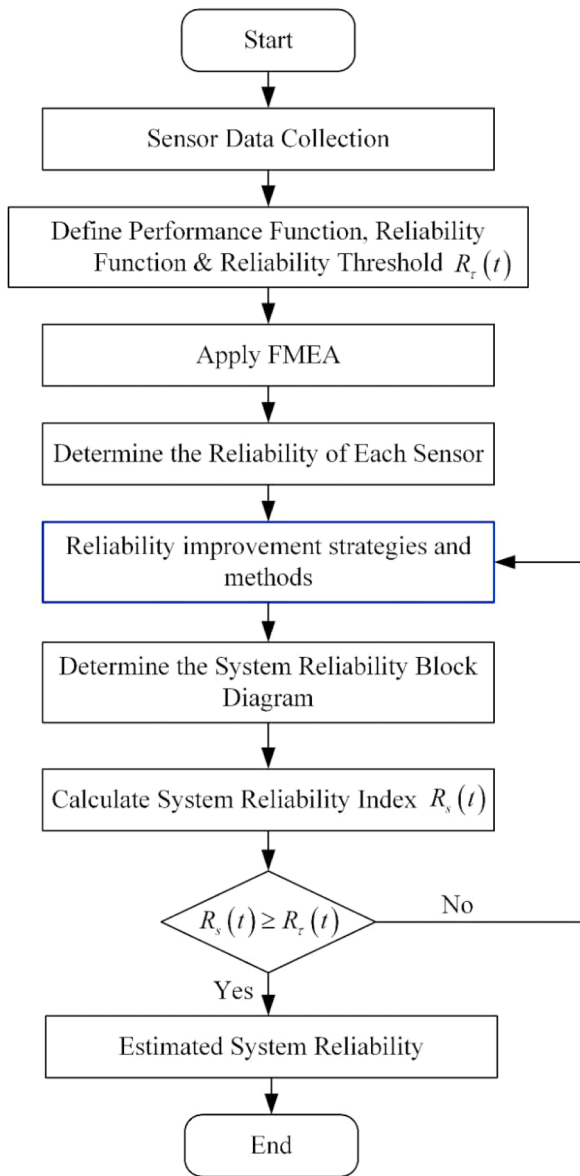 Start
Sensor Data Collection
Define Performance Function, Reliability
Function & Reliability Threshold R_τ(t)
Apply FMEA
Determine the Reliability of Each Sensor
Reliability improvement strategies and
methods
Determine the System Reliability Block
Diagram
Calculate System Reliability Index R_s(t)
R_s(t) ≥ R_τ(t)
No
Yes
Estimated System Reliability
End